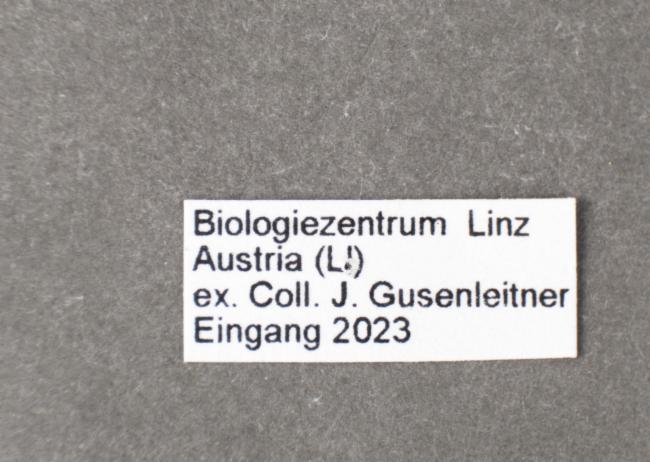 Biologiezentrum Linz
Austria (LI)
ex. Coll. J. Gusenleitner
Eingang 2023